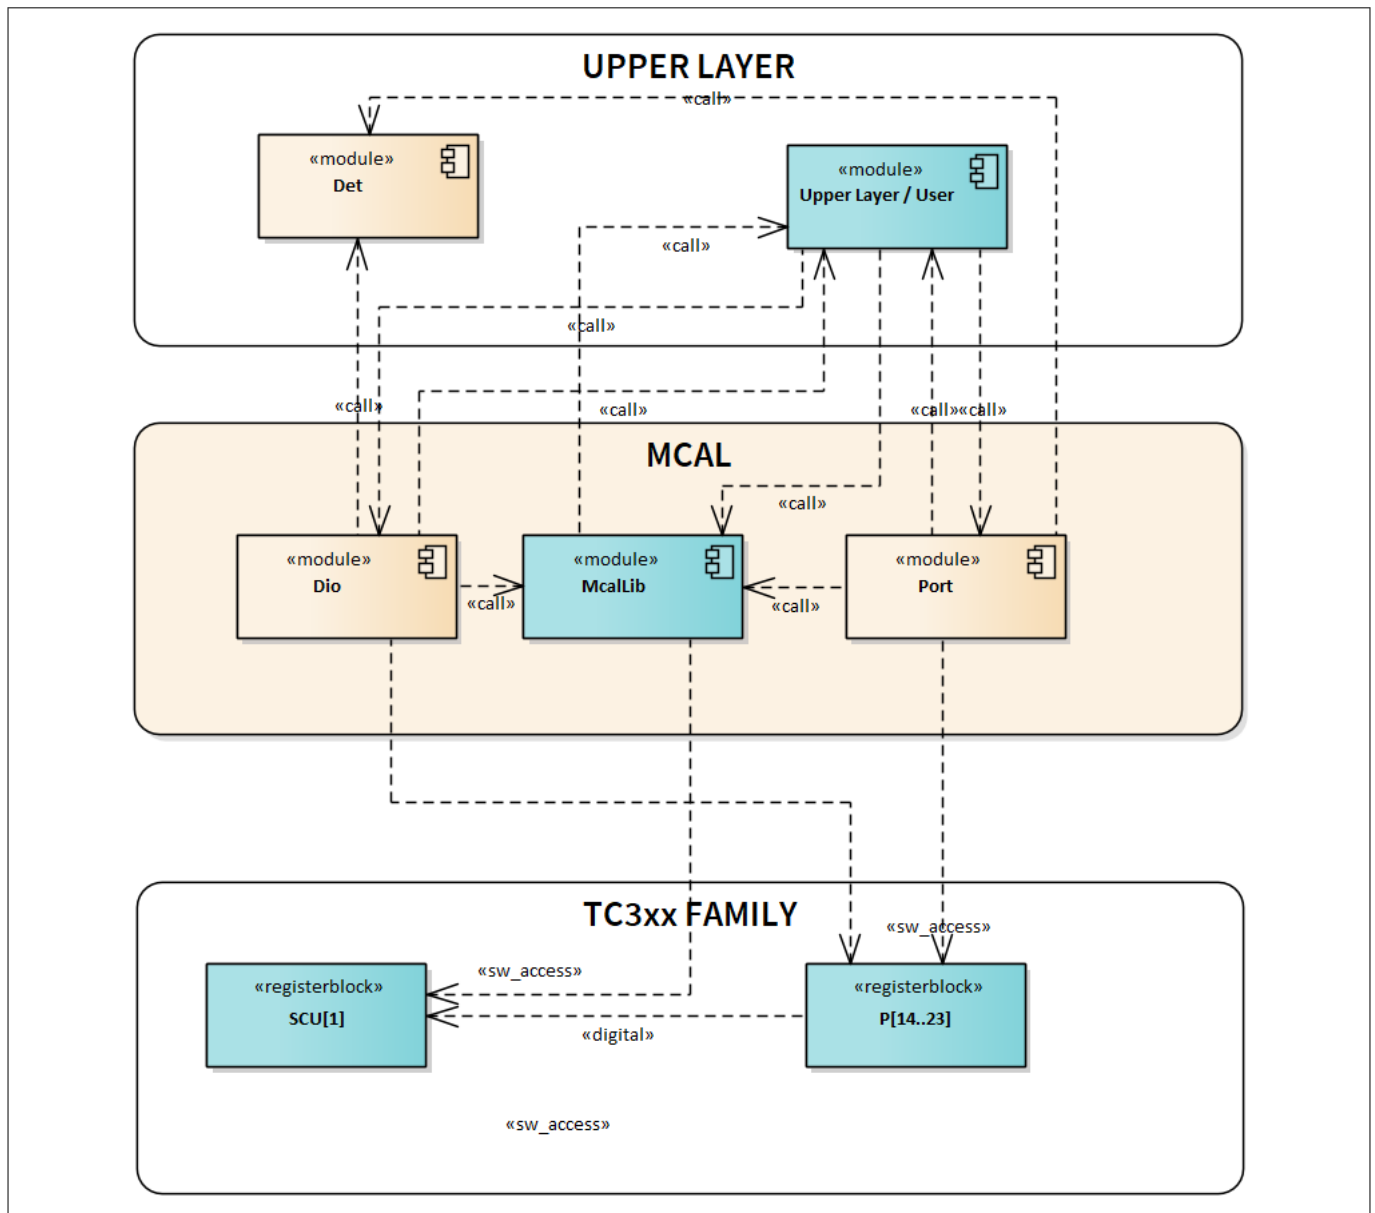 UPPER LAYER
«call»
«module»
Det
«module»
Upper Layer / User
«call»
«call»
«call»
«call»
«call»«call»
MCAL
«call»
«module»
Dio
«module»
McalLib
«module»
Port
«call»
«call»
TC3xx FAMILY
«sw_access»
«sw_access»
«registerblock»
SCU[1]
«registerblock»
P[14..23]
«digital»
«sw_access»